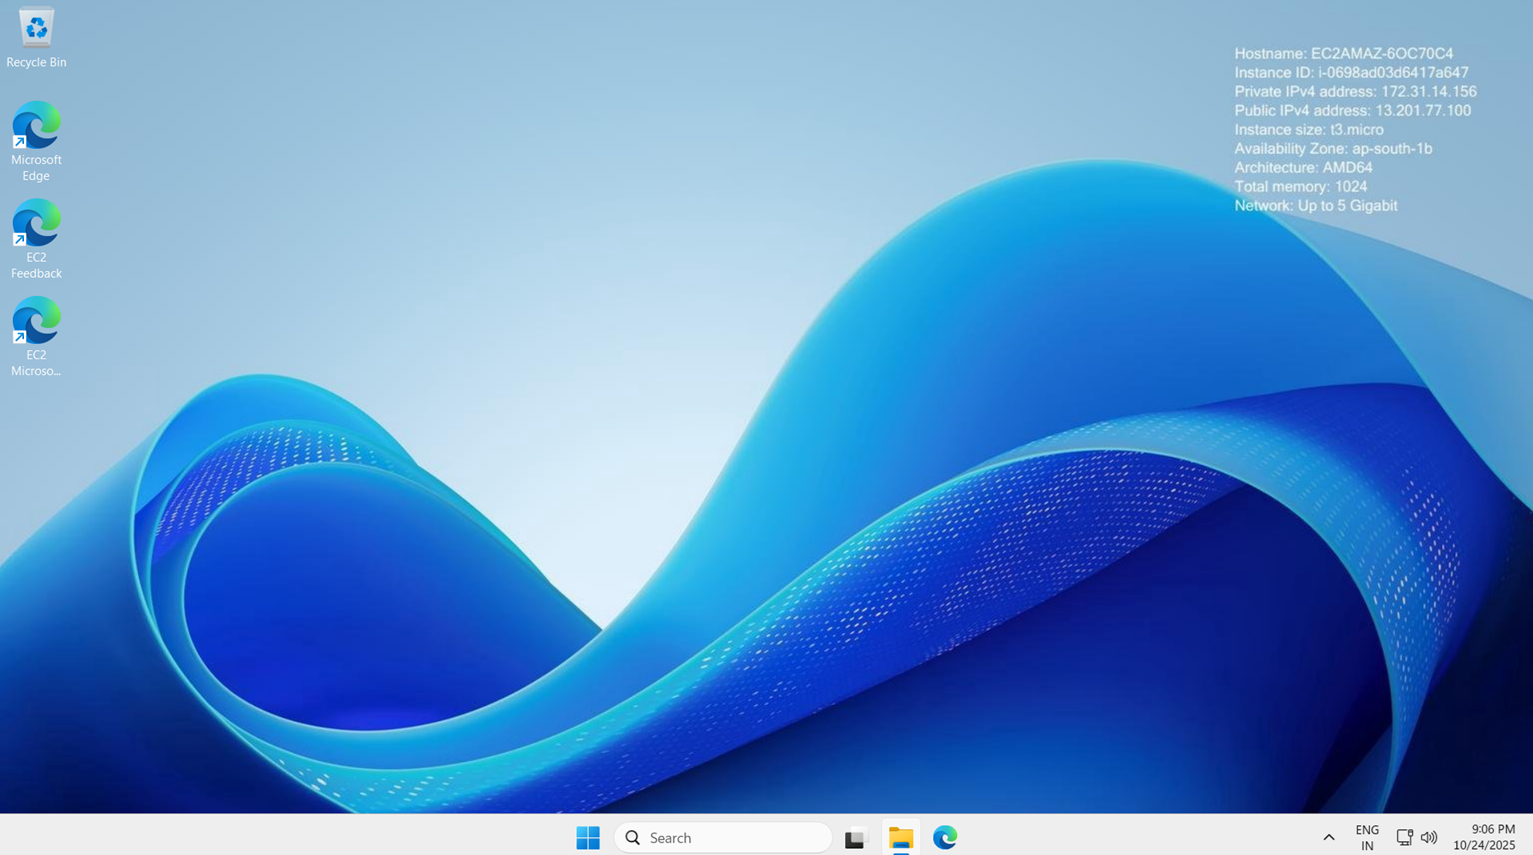 Recycle Bin
Microsoft
Edge
EC2
Feedback
EC2
Microso...
Hostname: EC2AMAZ-6OC70C4
Instance ID: i-0698ad03d6417a647
Private IPv4 address: 172.31.14.156
Public IPv4 address: 13.201.77.100
Instance size: t3.micro
Availability Zone: ap-south-1b
Architecture: AMD64
Total memory: 1024
Network: Up to 5 Gigabit
Search
ENG
IN
9:06 PM
10/24/2025